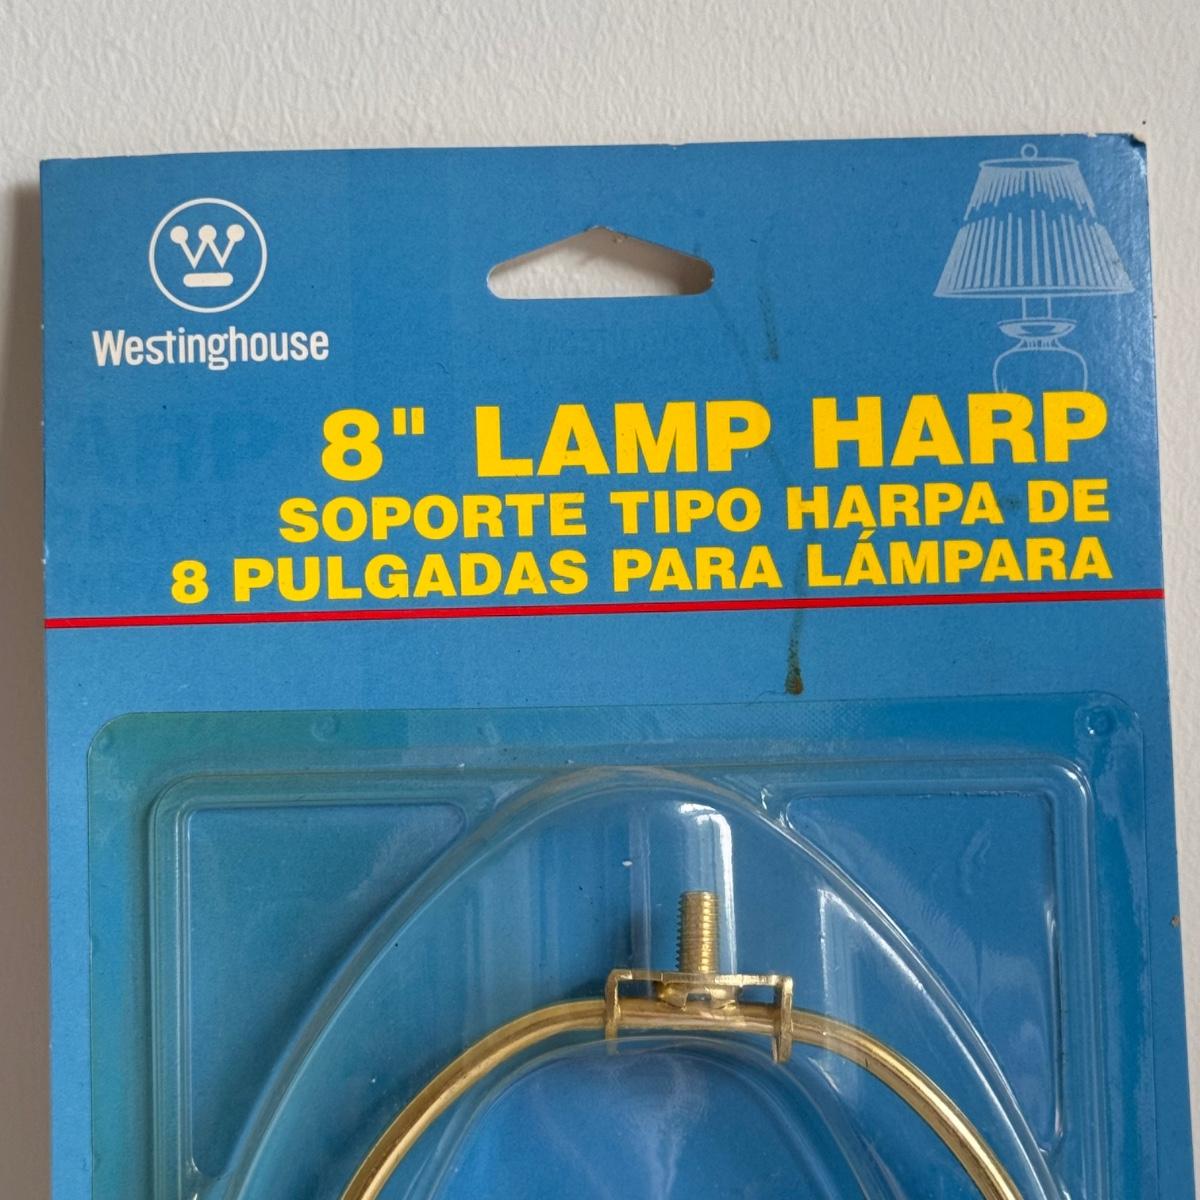 Westinghouse
8" LAMP HARP
SOPORTE TIPO HARPA DE
8 PULGADAS PARA LÁMPARA